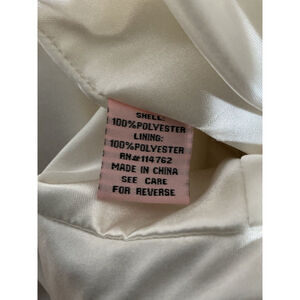 SHELL:
100%POLYESTER
LINING:
100%POLYESTER
RN#114762
MADE IN CHINA
SEE CARE
FOR REVERSE